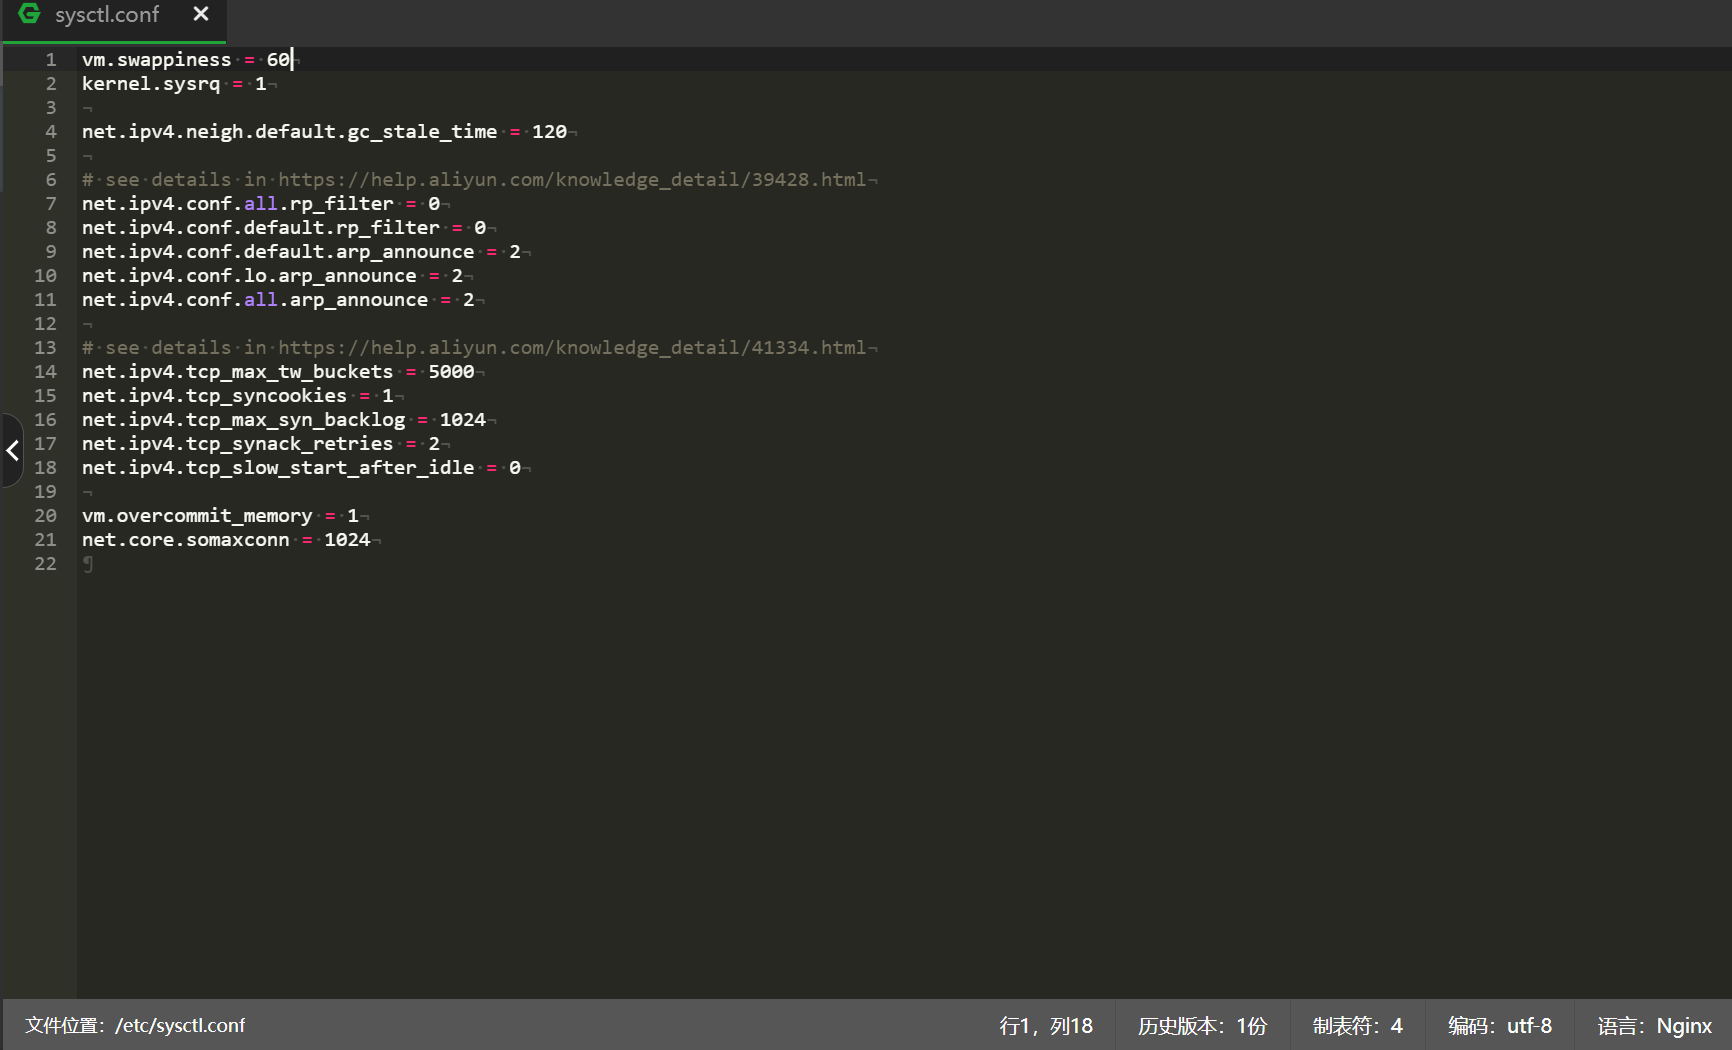 sysctl.conf
1 vm.swappiness = 60
2 kernel.sysrq = 1
3
4 net.ipv4.neigh.default.gc_stale_time = 120
5
6 # see details in https://help.aliyun.com/knowledge_detail/39428.html
7 net.ipv4.conf.all.rp_filter = 0
8 net.ipv4.conf.default.rp_filter = 0
9 net.ipv4.conf.default.arp_announce = 2
10 net.ipv4.conf.lo.arp_announce = 2
11 net.ipv4.conf.all.arp_announce = 2
12
13 # see details in https://help.aliyun.com/knowledge_detail/41334.html
14 net.ipv4.tcp_max_tw_buckets = 5000
15 net.ipv4.tcp_syncookies = 1
16 net.ipv4.tcp_max_syn_backlog = 1024
17 net.ipv4.tcp_synack_retries = 2
18 net.ipv4.tcp_slow_start_after_idle = 0
19
20 vm.overcommit_memory = 1
21 net.core.somaxconn = 1024
22
文件位置：/etc/sysctl.conf 行1，列18 历史版本：1份 制表符：4 编码：utf-8 语言：Nginx